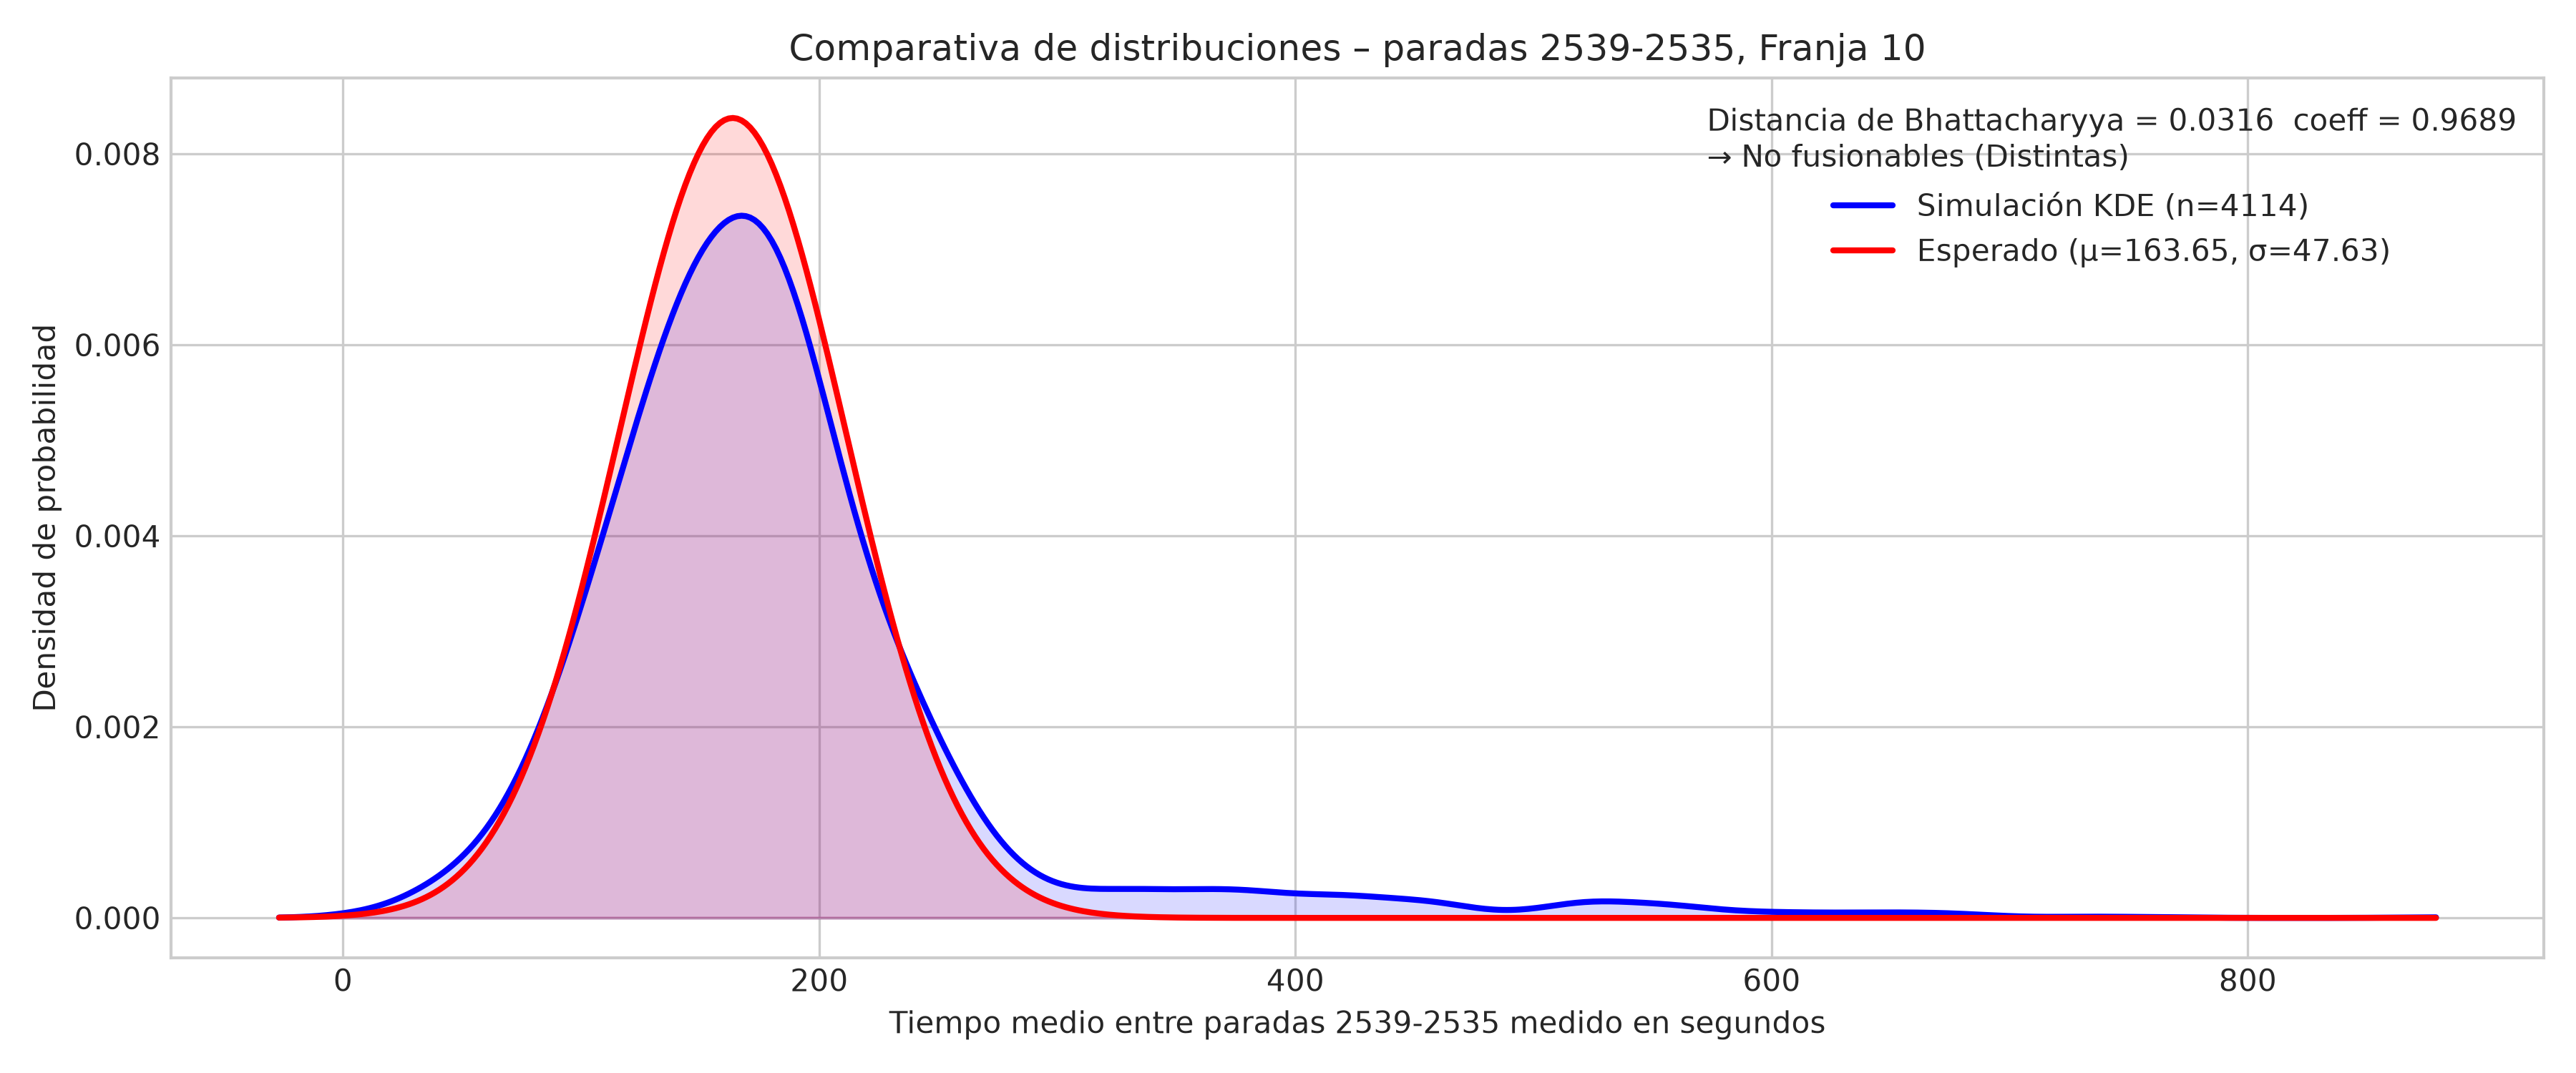 Comparativa de distribuciones – paradas 2539-2535, Franja 10
Distancia de Bhattacharyya = 0.0316  coeff = 0.9689
→ No fusionables (Distintas)
Simulación KDE (n=4114)
Esperado (μ=163.65, σ=47.63)
Densidad de probabilidad
0.008
0.006
0.004
0.002
0.000
0
200
400
600
800
Tiempo medio entre paradas 2539-2535 medido en segundos